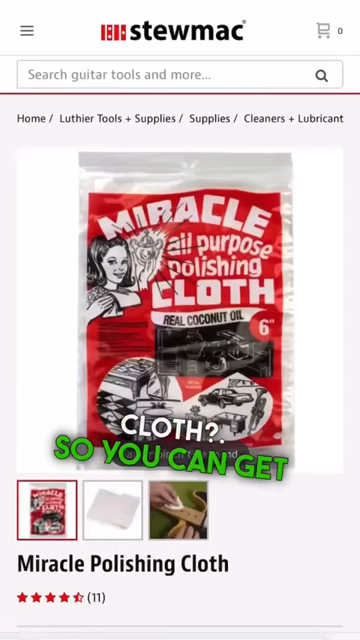 stewmac
0
Search guitar tools and more...
Home / Luthier Tools + Supplies / Supplies / Cleaners + Lubricant
MIRACLE
all purpose
polishing
CLOTH
REAL COCONUT OIL
6"
CLOTH?.
SO YOU CAN GET
Miracle Polishing Cloth
(11)